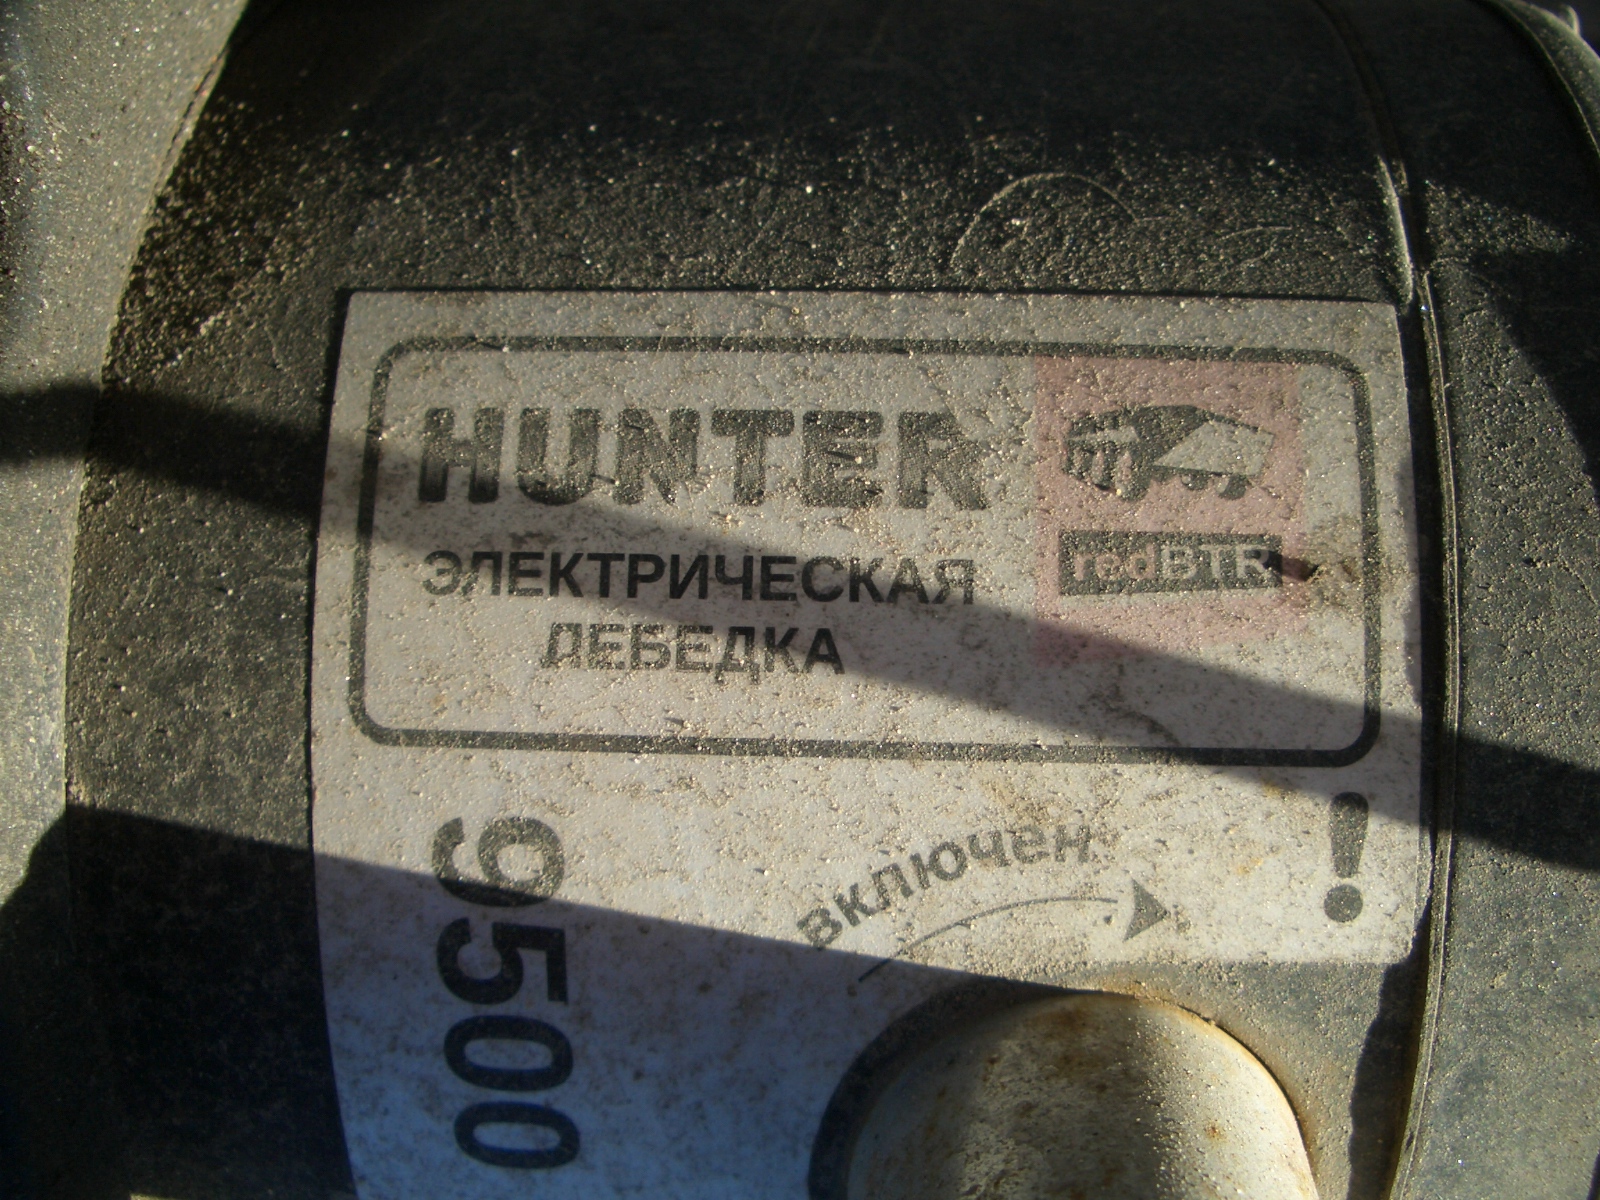 HUNTER
redBTR
ЭЛЕКТРИЧЕСКАЯ
ЛЕБЕДКА
9500
включен
!